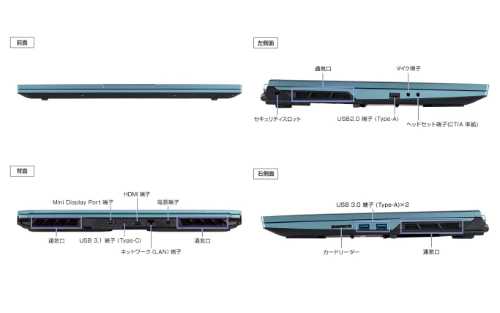 前面
左側面
通気口
マイク端子
セキュリティスロット
USB2.0 端子 (Type-A)
ヘッドセット端子(CTIA 準拠)
背面
HDMI 端子
Mini Display Port 端子
電源端子
通気口
USB 3.1 端子 (Type-C)
通気口
ネットワーク(LAN) 端子
右側面
USB 3.0 端子 (Type-A)×2
カードリーダー
通気口